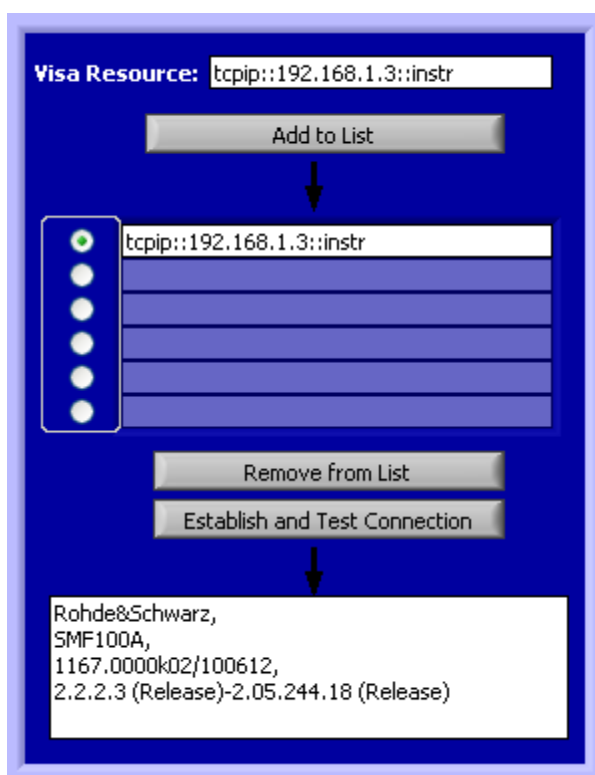 Visa Resource: tcpip::192.168.1.3::instr
Add to List
tcpip::192.168.1.3::instr
Remove from List
Establish and Test Connection
Rohde&Schwarz,
SMF100A,
1167.0000k02/100612,
2.2.2.3 (Release)-2.05.244.18 (Release)